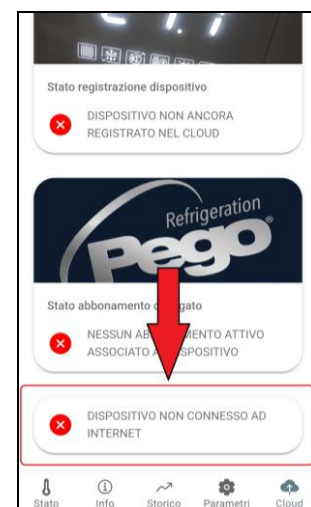 Stato registrazione dispositivo
DISPOSITIVO NON ANCORA
REGISTRATO NEL CLOUD
Refrigeration
Pego
Stato abbonamento
NESSUN ATTIVO
ASSOCIATO
DISPOSITIVO NON CONNESSO AD
INTERNET
Stato Info Storico Parametri Cloud